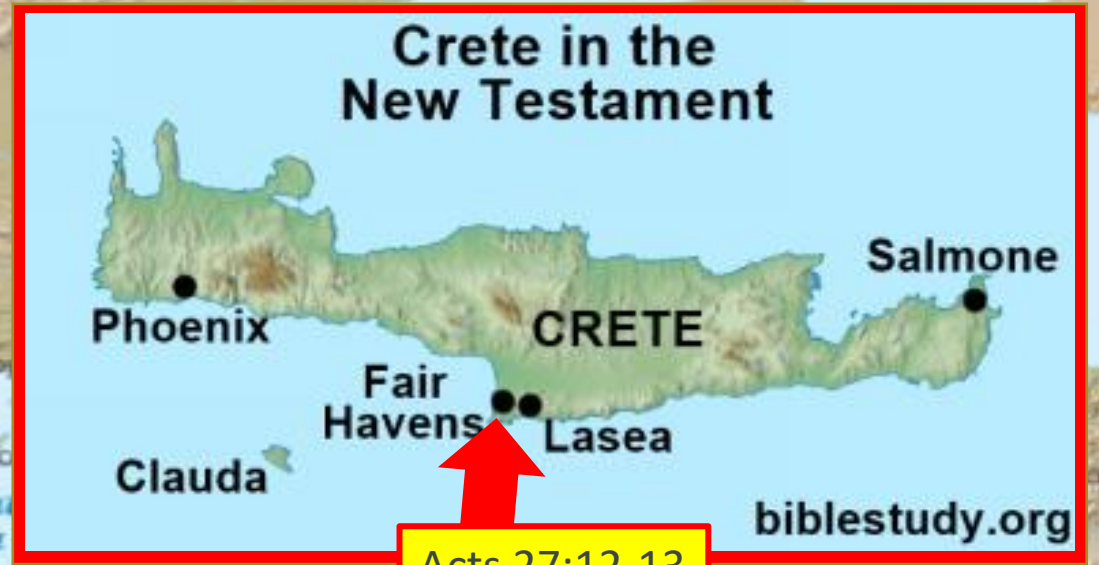 Crete in the
New Testament
Salmone
Phoenix
CRETE
Fair
Havens
Lasea
Clauda
biblestudy.org
Acts 27:12-13